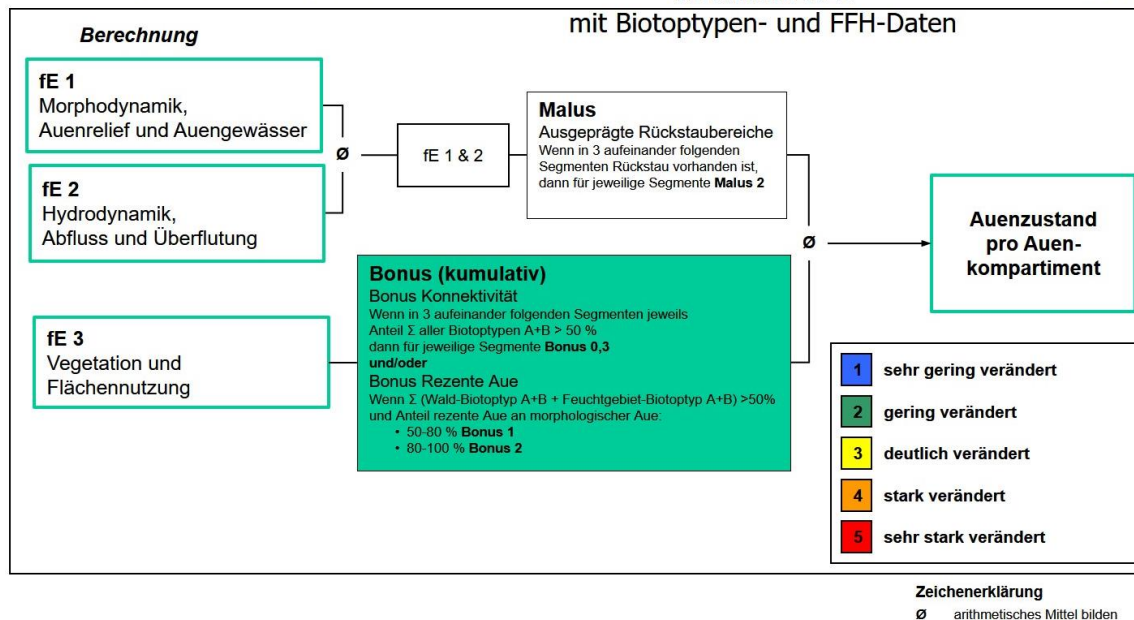 mit Biotoptypen- und FFH-Daten
Berechnung
fE 1
Morphodynamik,
Auenrelief und Auengewässer
fE 2
Hydrodynamik,
Abfluss und Überflutung
Ø
fE 1 & 2
Malus
Ausgeprägte Rückstaubereiche
Wenn in 3 aufeinander folgenden
Segmenten Rückstau vorhanden ist,
dann für jeweilige Segmente Malus 2
fE 3
Vegetation und
Flächennutzung
Bonus (kumulativ)
Bonus Konnektivität
Wenn in 3 aufeinander folgenden Segmenten jeweils
Anteil Σ aller Biotoptypen A+B > 50 %
dann für jeweilige Segmente Bonus 0,3
und/oder
Bonus Rezente Aue
Wenn Σ (Wald-Biotoptyp A+B + Feuchtgebiet-Biotoptyp A+B) >50%
und Anteil rezente Aue an morphologischer Aue:
• 50-80 % Bonus 1
• 80-100 % Bonus 2
Ø
Auenzustand
pro Auen-
kompartiment
1 sehr gering verändert
2 gering verändert
3 deutlich verändert
4 stark verändert
5 sehr stark verändert
Zeichenerklärung
Ø arithmetisches Mittel bilden